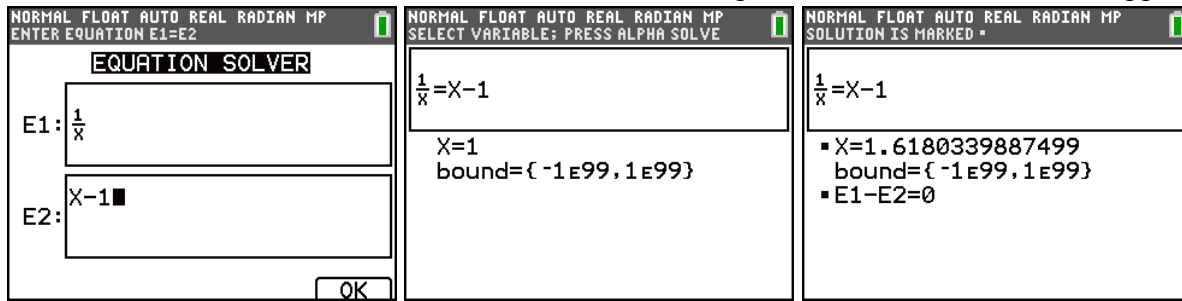 NORMAL FLOAT AUTO REAL RADIAN MP
ENTER EQUATION E1=E2
EQUATION SOLVER
E1: 1/X
E2: X-1
OK
NORMAL FLOAT AUTO REAL RADIAN MP
SELECT VARIABLE; PRESS ALPHA SOLVE
1/X=X-1
X=1
bound={-1E99,1E99}
NORMAL FLOAT AUTO REAL RADIAN MP
SOLUTION IS MARKED ▪
1/X=X-1
▪X=1.6180339887499
bound={-1E99,1E99}
▪E1-E2=0